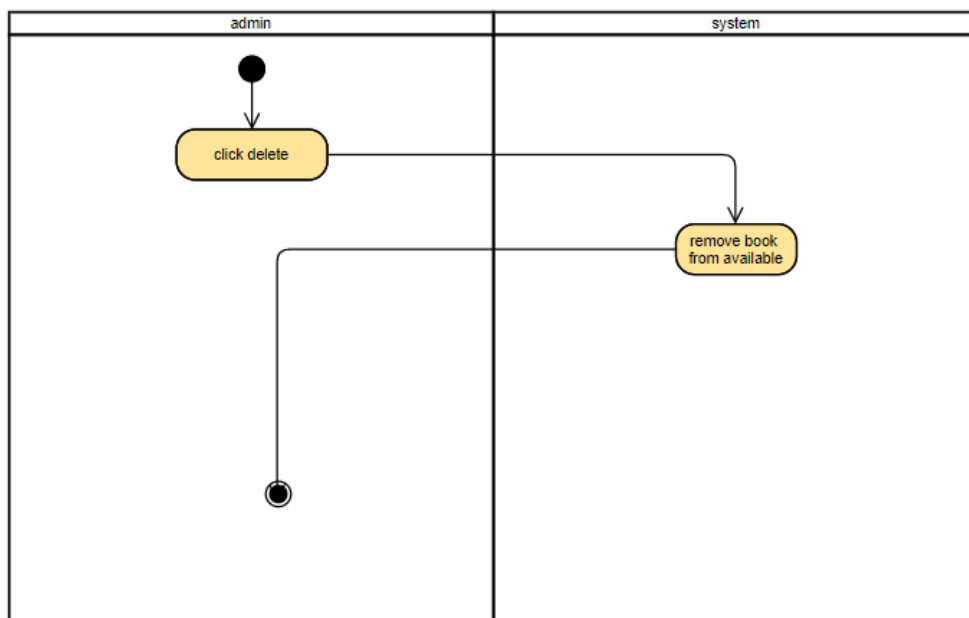 admin
system
click delete
remove book
from available